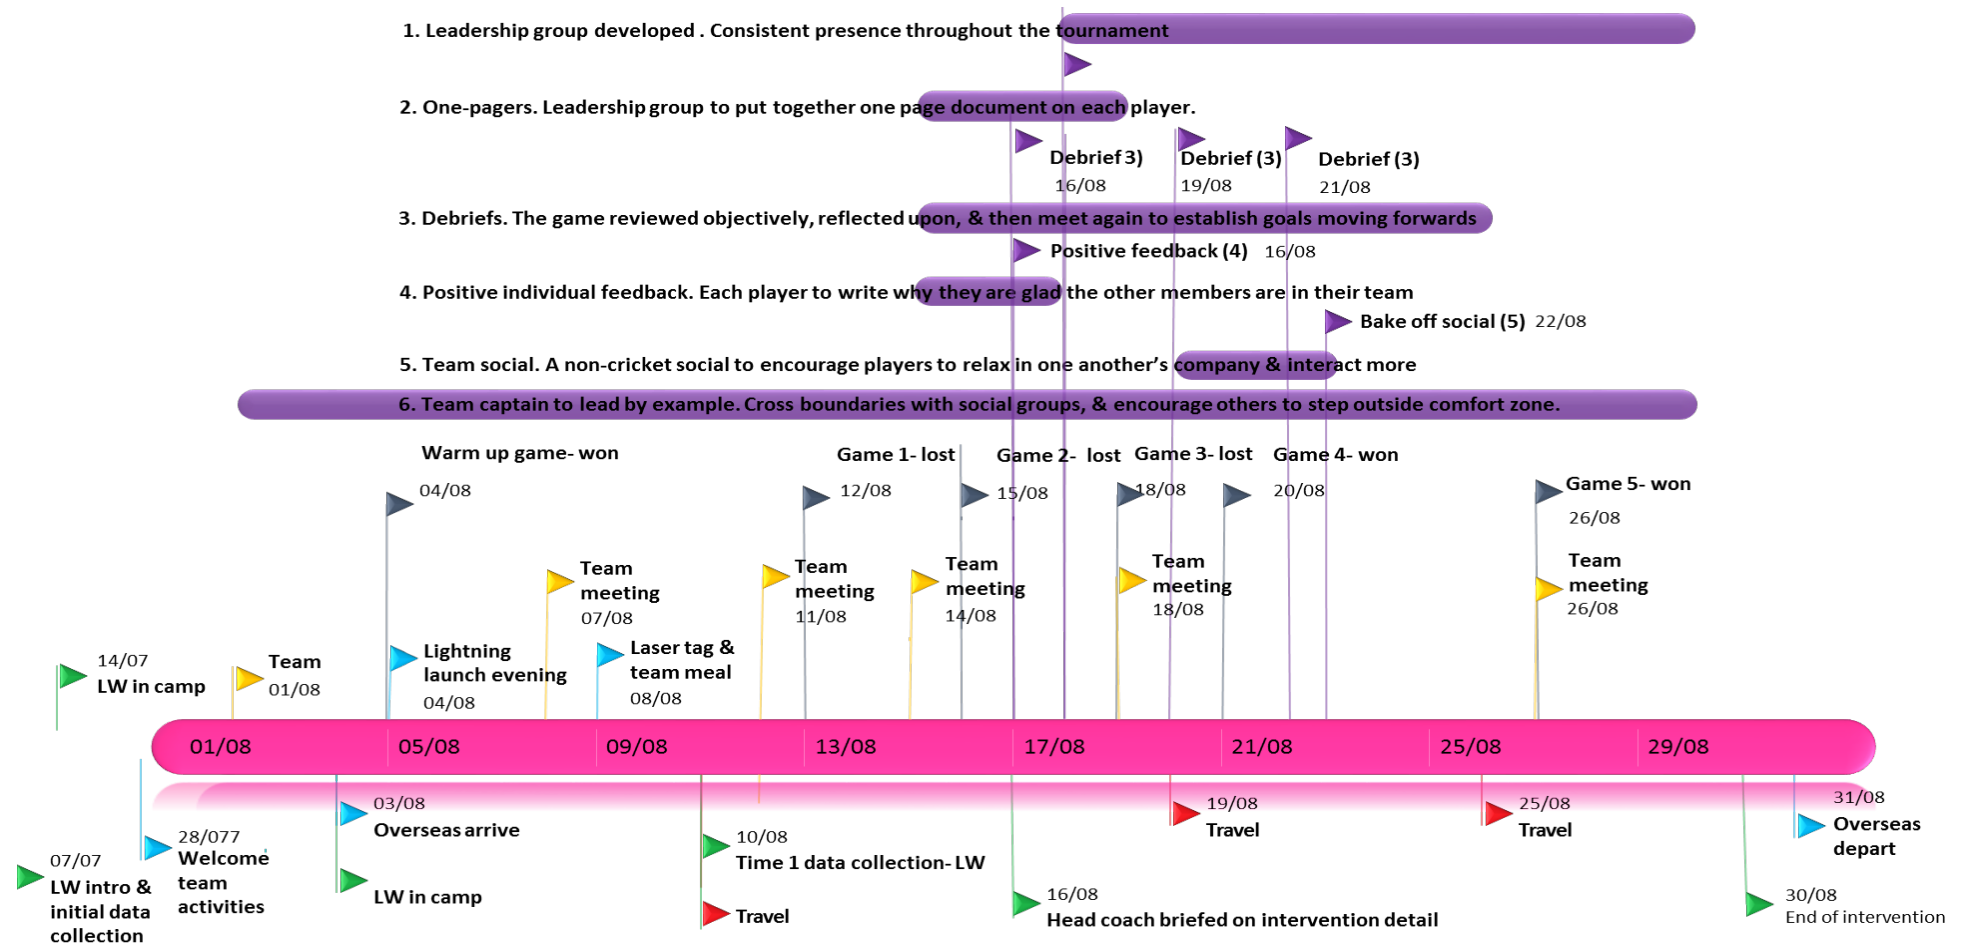 1. Leadership group developed . Consistent presence throughout the tournament
2. One-pagers. Leadership group to put together one page document on each player.
Debrief 3)
16/08
Debrief (3)
19/08
Debrief (3)
21/08
3. Debriefs. The game reviewed objectively, reflected upon, & then meet again to establish goals moving forwards
Positive feedback (4) 16/08
4. Positive individual feedback. Each player to write why they are glad the other members are in their team
Bake off social (5) 22/08
5. Team social. A non-cricket social to encourage players to relax in one another’s company & interact more
6. Team captain to lead by example. Cross boundaries with social groups, & encourage others to step outside comfort zone.
Warm up game- won
04/08
Game 1- lost
12/08
Game 2- lost
15/08
Game 3- lost
18/08
Game 4- won
20/08
Game 5- won
26/08
Team
meeting
07/08
Team
meeting
11/08
Team
meeting
14/08
Team
meeting
18/08
Team
meeting
26/08
14/07
LW in camp
Team
01/08
Lightning
launch evening
04/08
Laser tag &
team meal
08/08
01/08 05/08 09/08 13/08 17/08 21/08 25/08 29/08
07/07
LW intro &
initial data
collection
28/077
Welcome
team
activities
03/08
Overseas arrive
LW in camp
10/08
Time 1 data collection- LW
Travel
16/08
Head coach briefed on intervention detail
19/08
Travel
25/08
Travel
31/08
Overseas
depart
30/08
End of intervention